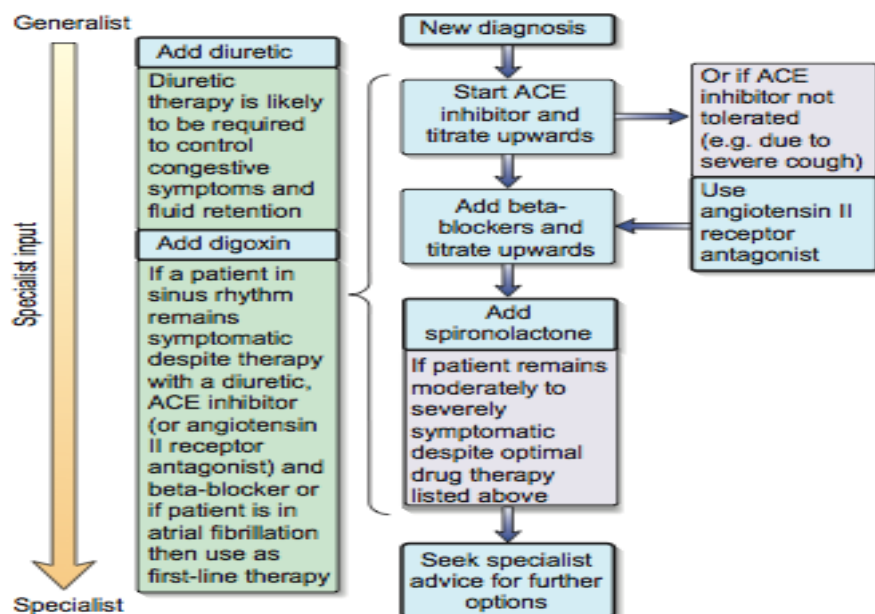 Generalist
Specialist input
Specialist
Add diuretic
Diuretic
therapy is likely
to be required
to control
congestive
symptoms and
fluid retention
Add digoxin
If a patient in
sinus rhythm
remains
symptomatic
despite therapy
with a diuretic,
ACE inhibitor
(or angiotensin
II receptor
antagonist) and
beta-blocker or
if patient is in
atrial fibrillation
then use as
first-line therapy
New diagnosis
Start ACE
inhibitor and
titrate upwards
Or if ACE
inhibitor not
tolerated
(e.g. due to
severe cough)
Use
angiotensin II
receptor
antagonist
Add beta-
blockers and
titrate upwards
Add
spironolactone
If patient remains
moderately to
severely
symptomatic
despite optimal
drug therapy
listed above
Seek specialist
advice for further
options